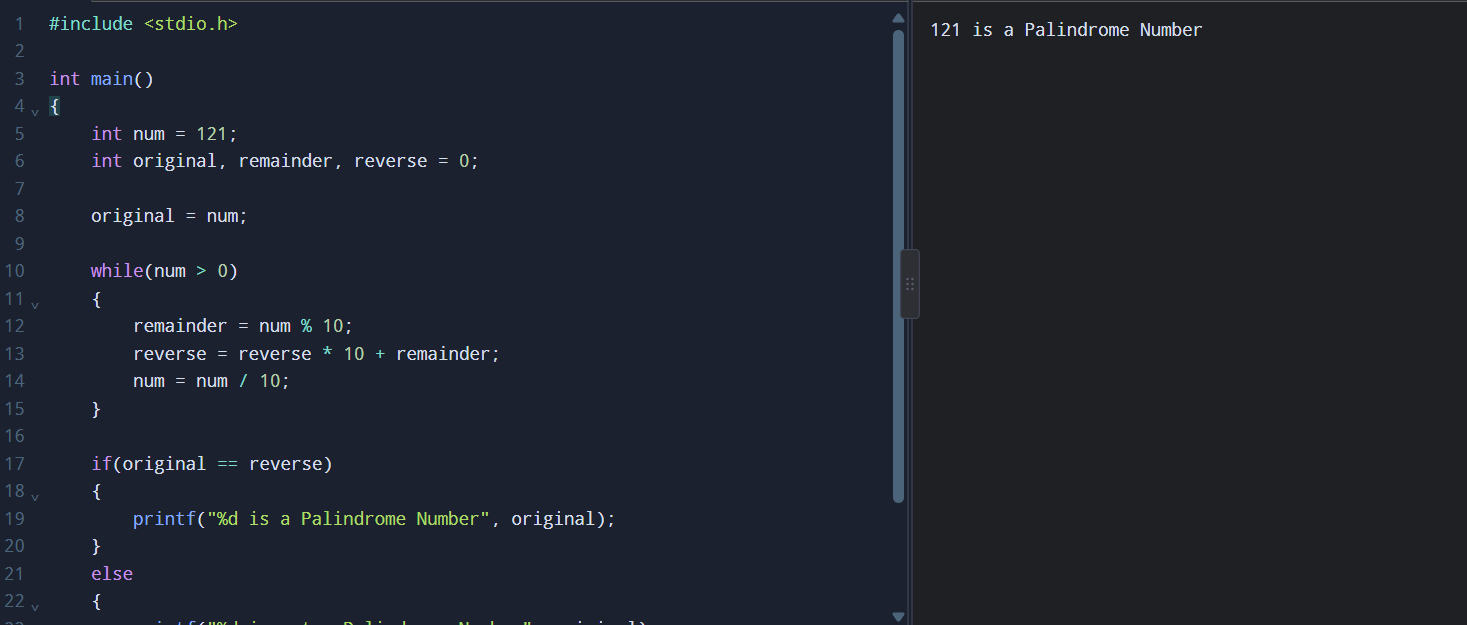 1 #include <stdio.h>
2
3 int main()
4 {
5 int num = 121;
6 int original, remainder, reverse = 0;
7
8 original = num;
9
10 while(num > 0)
11 {
12 remainder = num % 10;
13 reverse = reverse * 10 + remainder;
14 num = num / 10;
15 }
16
17 if(original == reverse)
18 {
19 printf("%d is a Palindrome Number", original);
20 }
21 else
22 {
121 is a Palindrome Number